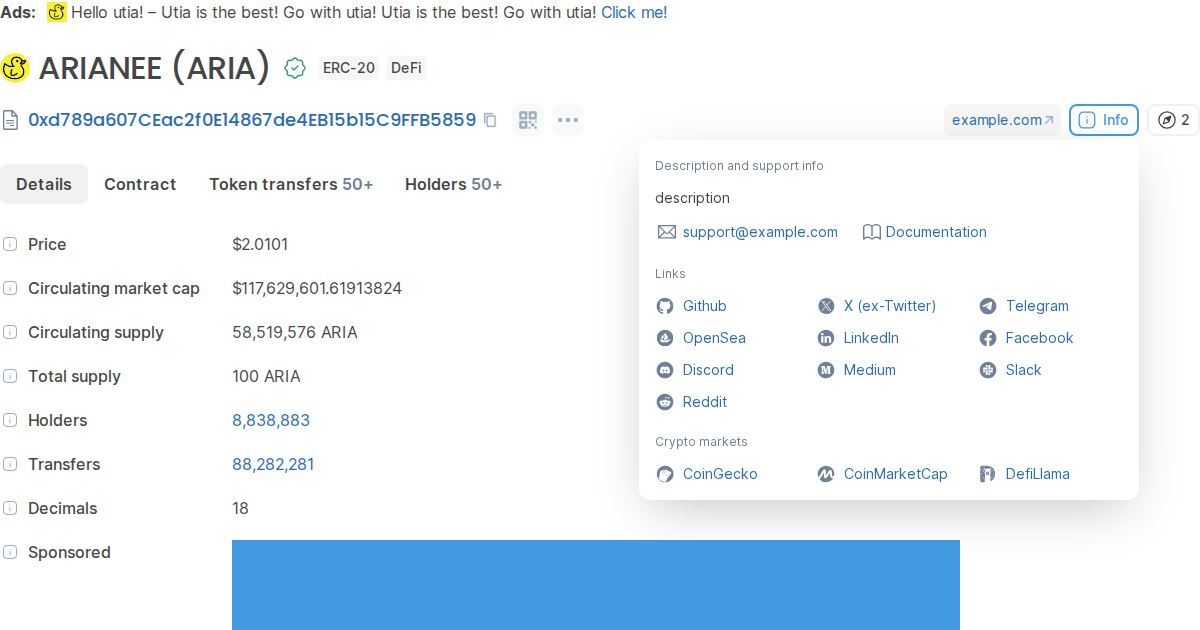 Ads: Hello utia! – Utia is the best! Go with utia! Utia is the best! Go with utia! Click me!
ARIANEE (ARIA) ERC-20 DeFi
0xd789a607CEac2f0E14867de4EB15b15C9FFB5859 example.com Info 2
Details Contract Token transfers 50+ Holders 50+
Description and support info
description
support@example.com Documentation
Links
Github X (ex-Twitter) Telegram
OpenSea LinkedIn Facebook
Discord Medium Slack
Reddit
Crypto markets
CoinGecko CoinMarketCap DefiLlama
Price $2.0101
Circulating market cap $117,629,601.61913824
Circulating supply 58,519,576 ARIA
Total supply 100 ARIA
Holders 8,838,883
Transfers 88,282,281
Decimals 18
Sponsored